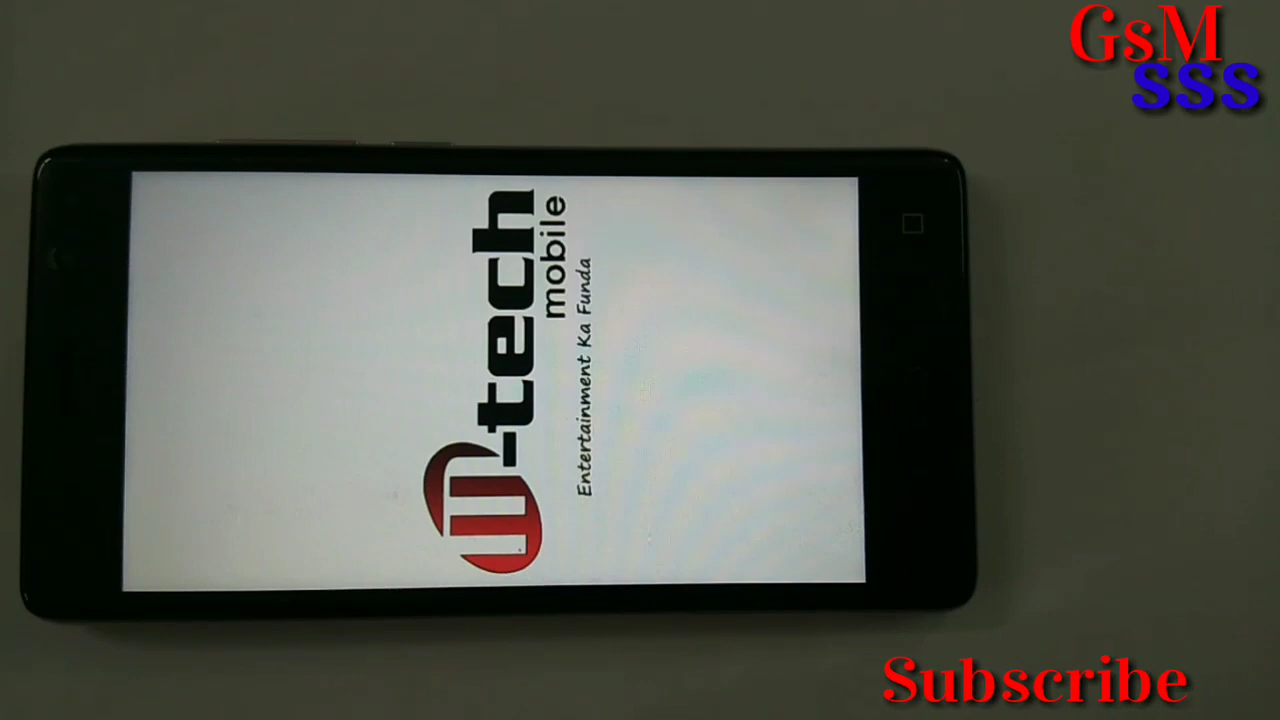 GsM
SSS
m-tech
mobile
Entertainment Ka Funda
Subscribe